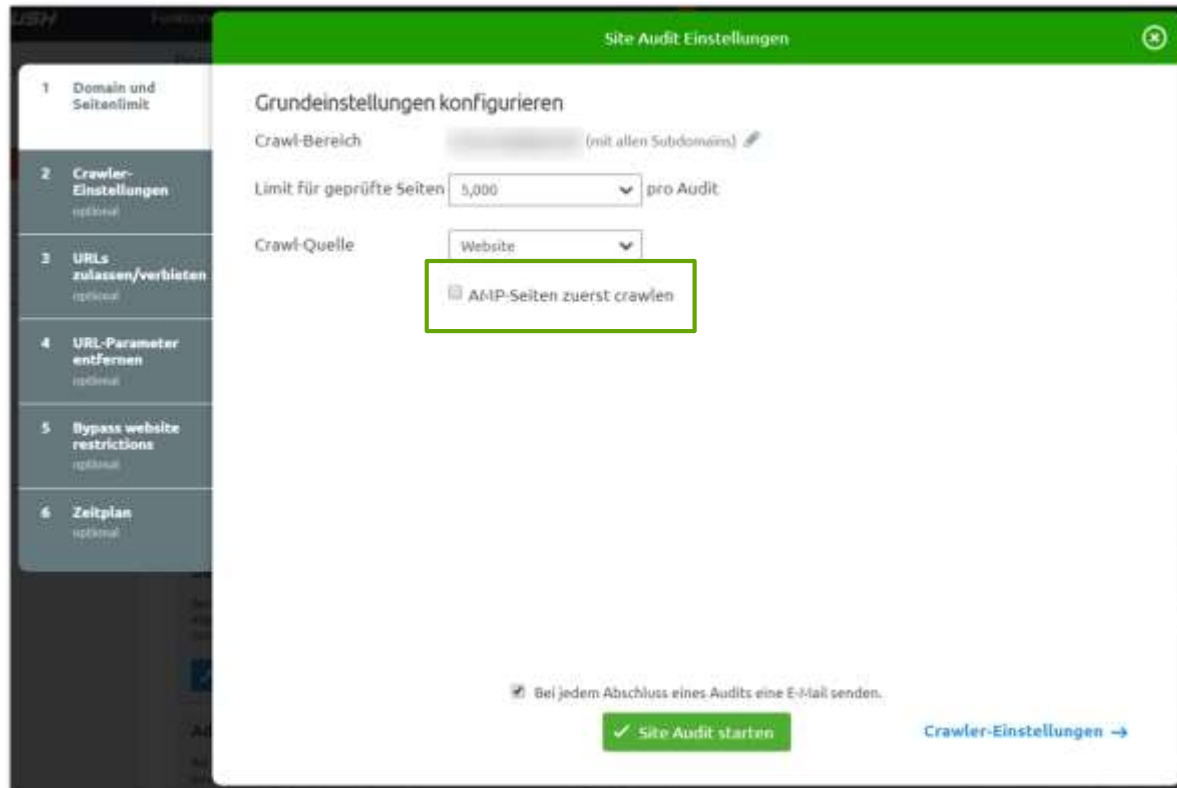 USH
Site Audit Einstellungen
1 Domain und
Seitenlimit
2 Crawler-
Einstellungen
optional
3 URLs
zulassen/verbieten
optional
4 URL-Parameter
entfernen
optional
5 Bypass website
restrictions
optional
6 Zeitplan
optional
Grundeinstellungen konfigurieren
Crawl-Bereich (mit allen Subdomains)
Limit für geprüfte Seiten 5,000 pro Audit
Crawl-Quelle Website
AMP-Seiten zuerst crawlen
Bei jedem Abschluss eines Audits eine E-Mail senden.
Site Audit starten
Crawler-Einstellungen →